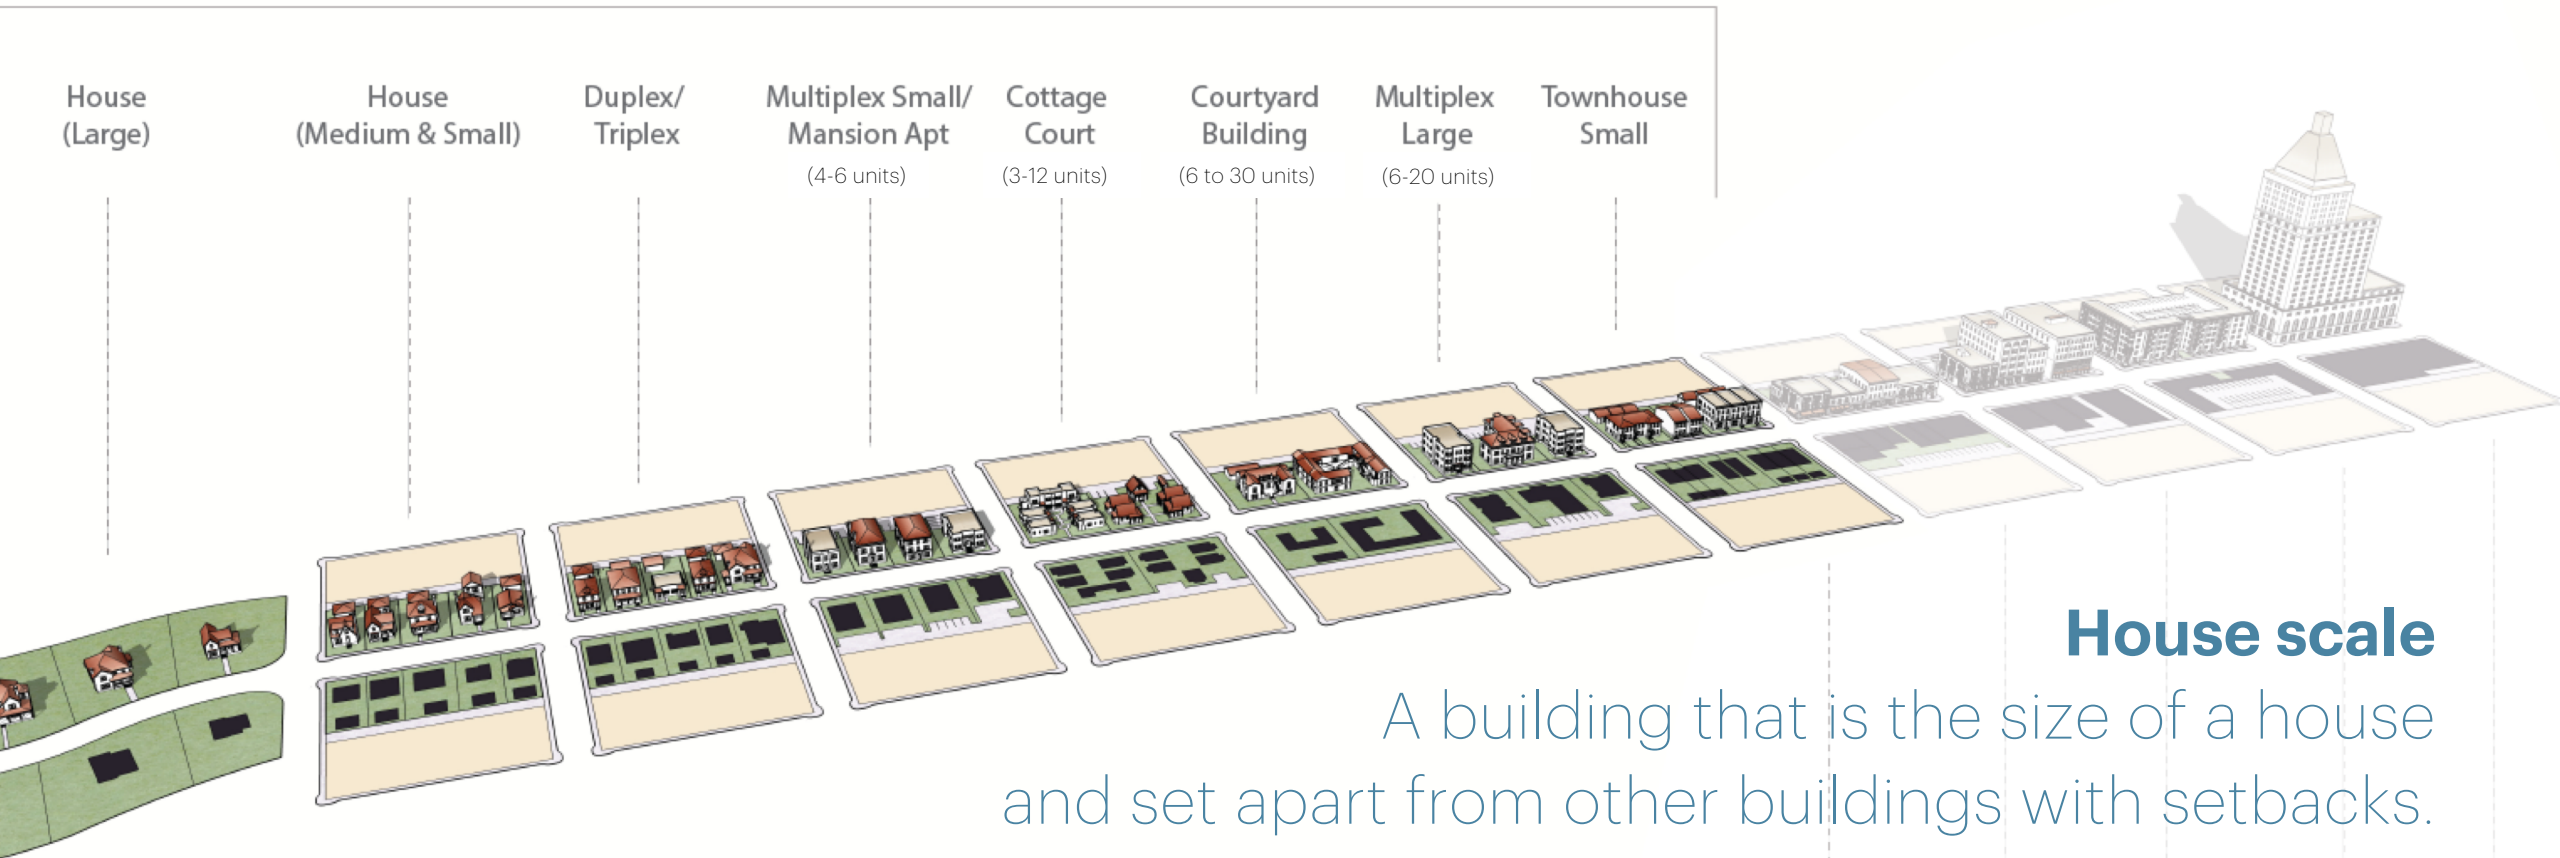 House
(Large)
House
(Medium & Small)
Duplex/
Triplex
Multiplex Small/
Mansion Apt
(4-6 units)
Cottage
Court
(3-12 units)
Courtyard
Building
(6 to 30 units)
Multiplex
Large
(6-20 units)
Townhouse
Small
House scale
A building that is the size of a house
and set apart from other buildings with setbacks.